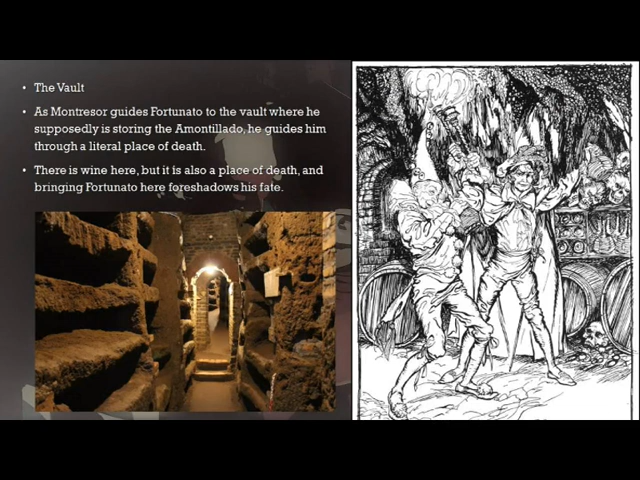 • The Vault
• As Montresor guides Fortunato to the vault where he
supposedly is storing the Amontillado, he guides him
through a literal place of death.
• There is wine here, but it is also a place of death, and
bringing Fortunato here foreshadows his fate.